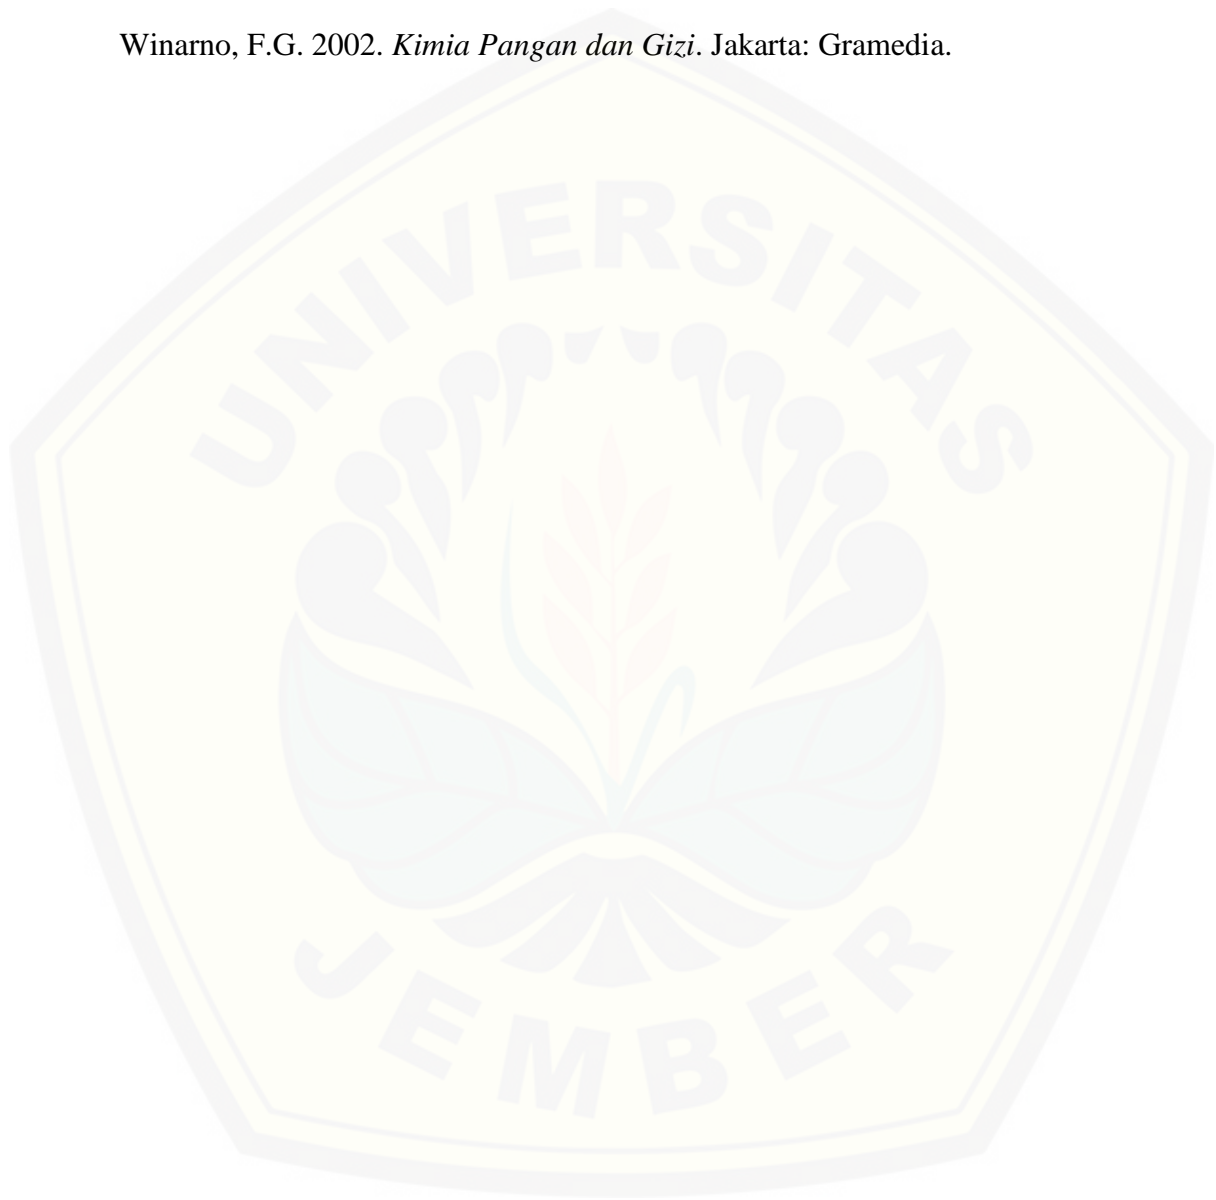 Winarno, F.G. 2002. Kimia Pangan dan Gizi. Jakarta: Gramedia.
UNIVERSITAS
JEMBER